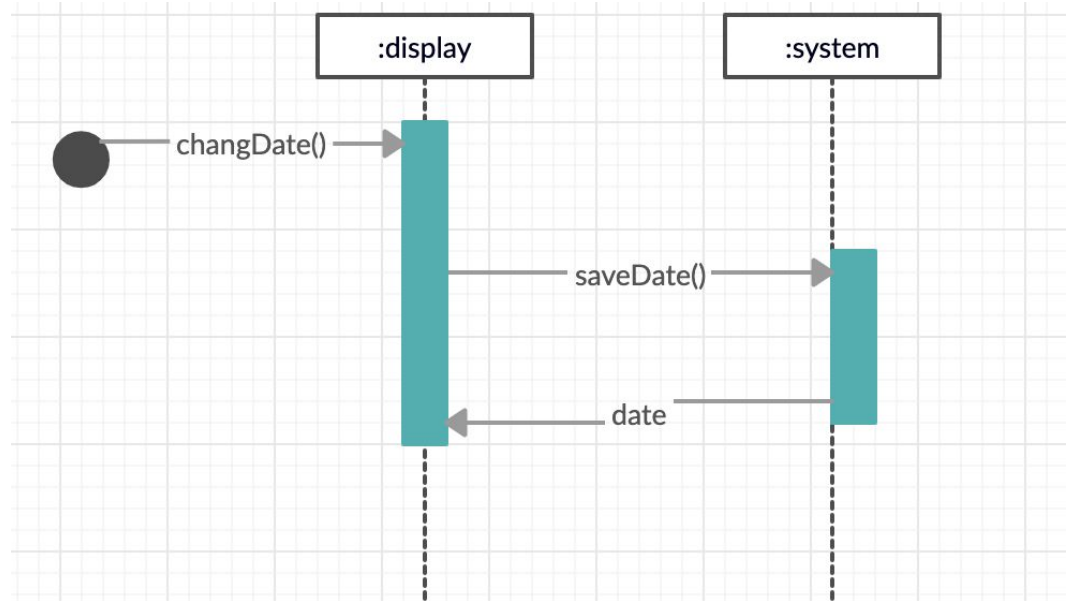 :display
:system
changDate()
saveDate()
date